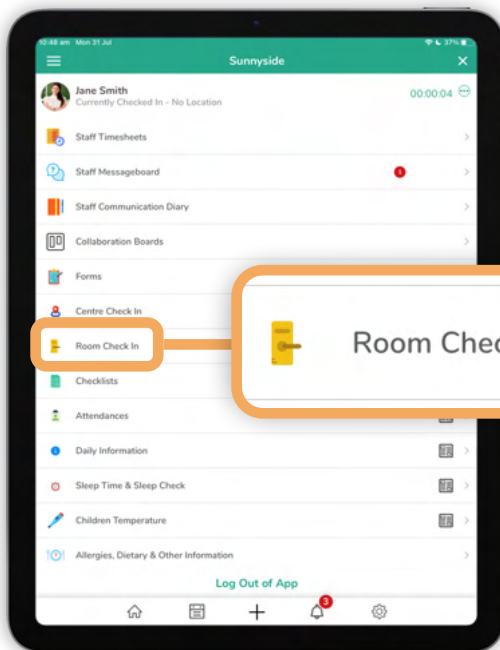 10:48 am Mon 31 Jul 37%
Sunnyside
Jane Smith
Currently Checked In - No Location
00:00:04
Staff Timesheets
Staff Messageboard
1
Staff Communication Diary
Collaboration Boards
Forms
Centre Check In
Room Check In
Room Chec
Checklists
Attendances
Daily Information
Sleep Time & Sleep Check
Children Temperature
Allergies, Dietary & Other Information
Log Out of App
3